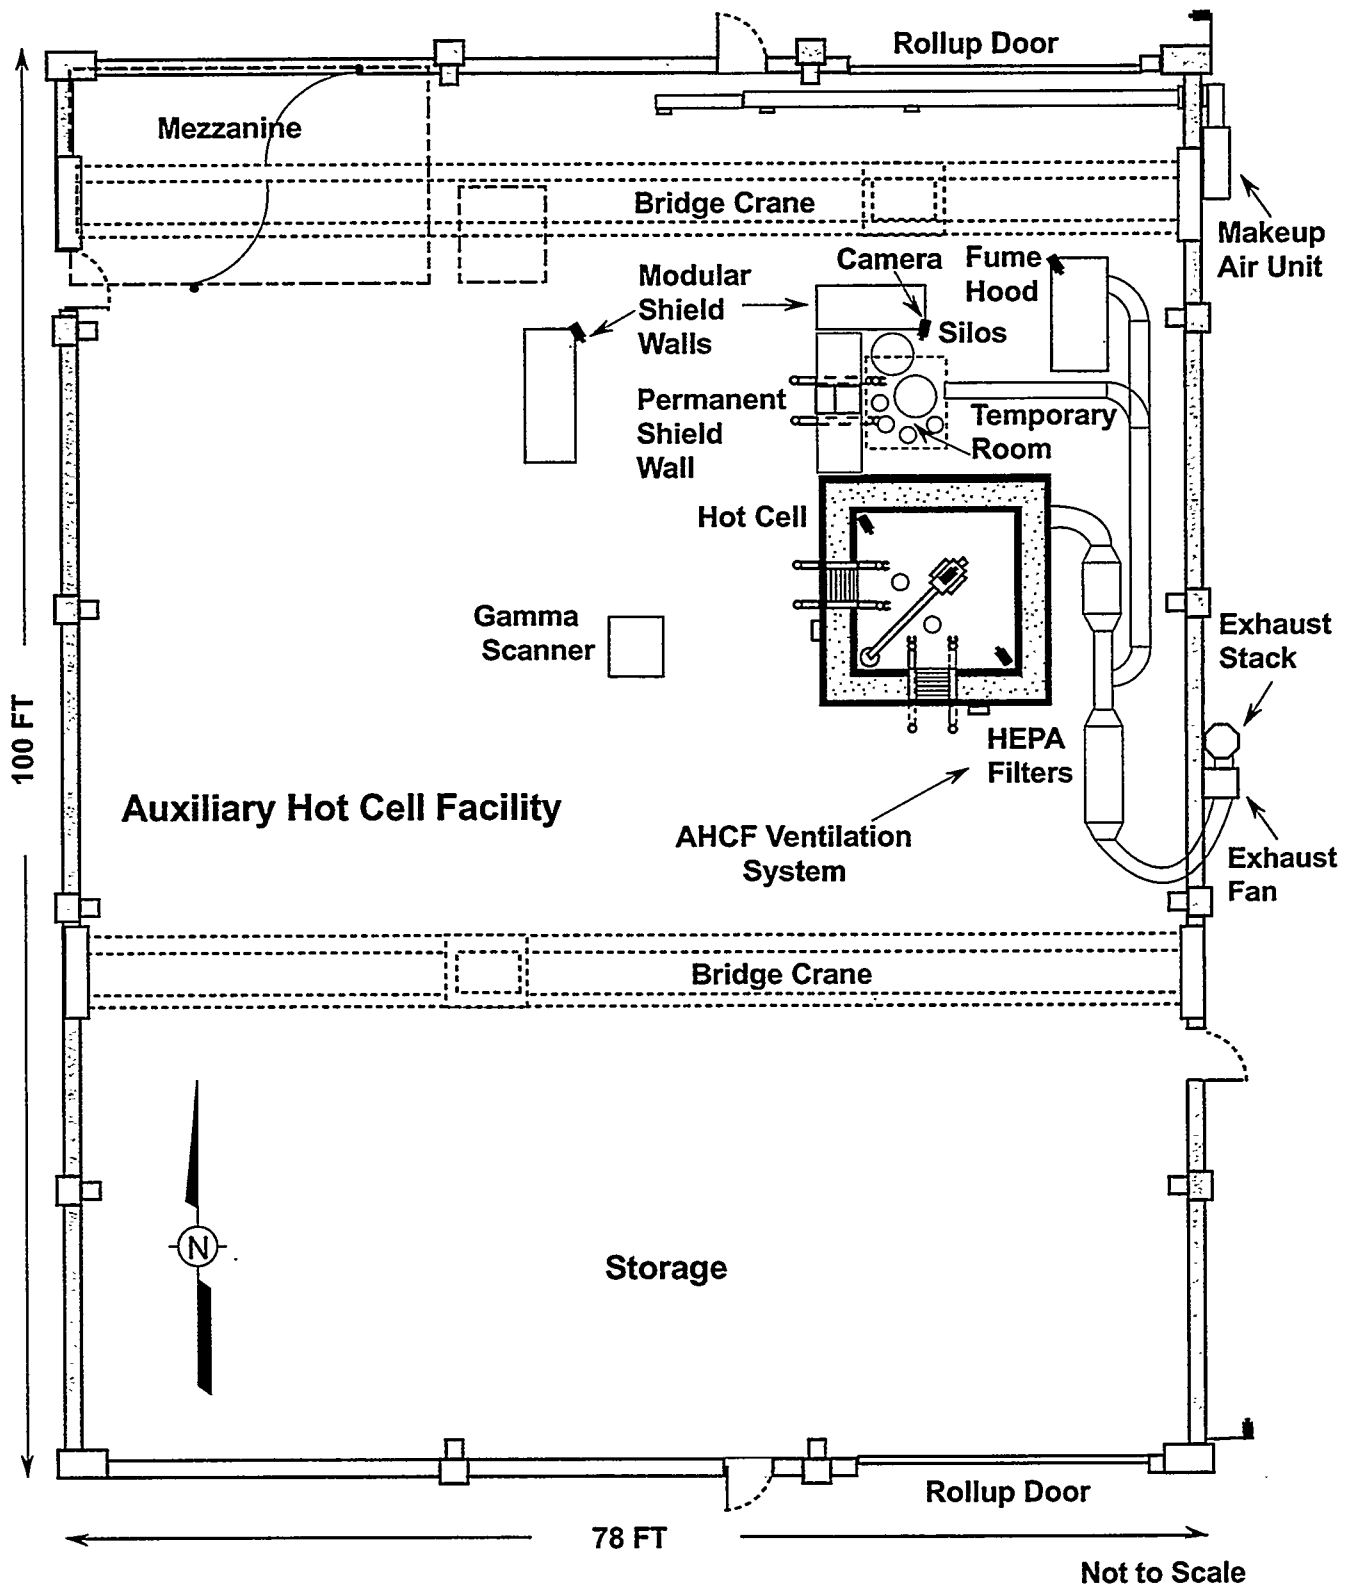 Rollup Door
Mezzanine
Bridge Crane
Makeup
Air Unit
Camera
Fume
Hood
Modular
Shield
Walls
Silos
Permanent
Shield
Wall
Temporary
Room
Hot Cell
Gamma
Scanner
Exhaust
Stack
100 FT
HEPA
Filters
Auxiliary Hot Cell Facility
AHCF Ventilation
System
Exhaust
Fan
Bridge Crane
N
Storage
Rollup Door
78 FT
Not to Scale